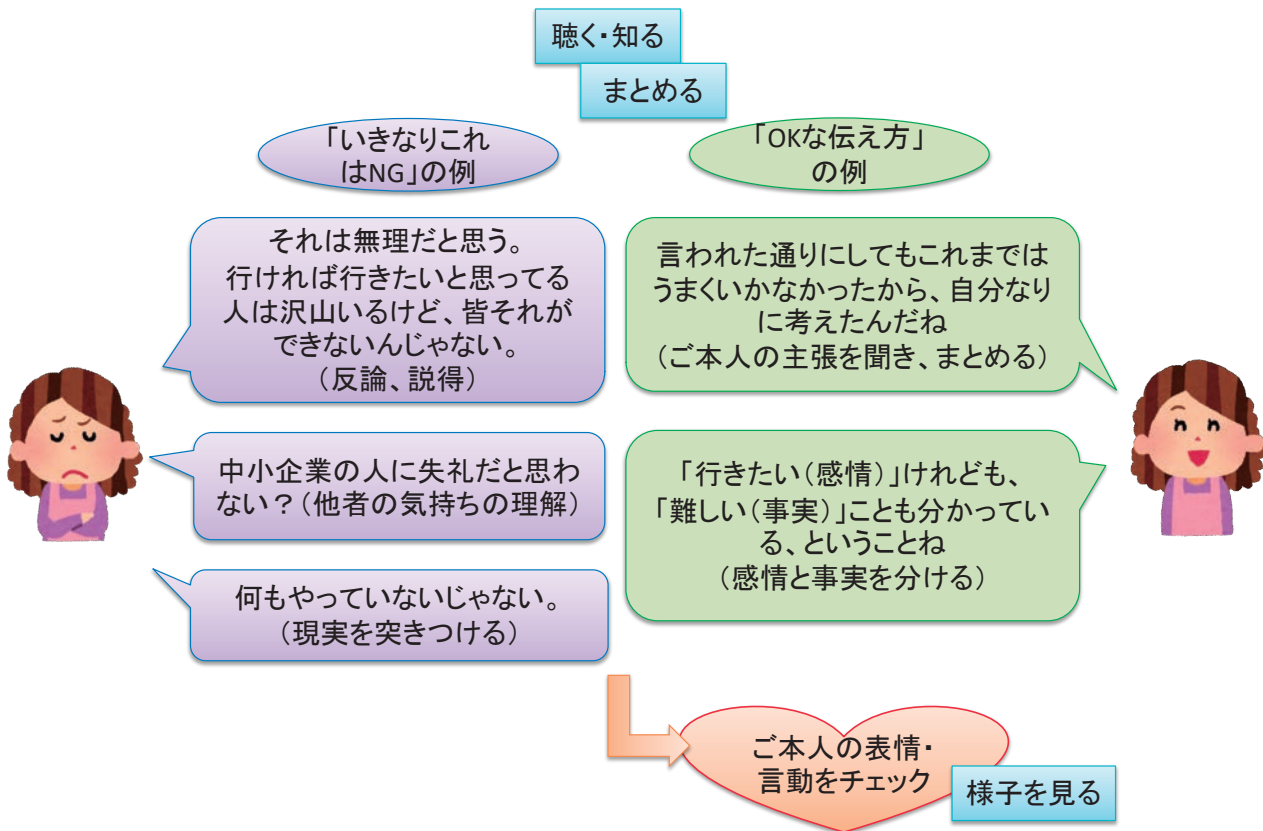 聴く・知る
まとめる
「いきなりこれ
はNG」の例
「OKな伝え方」
の例
それは無理だと思う。
行ければ行きたいと思ってる
人は沢山いるけど、皆それが
できないんじゃない。
（反論、説得）
中小企業の人に失礼だと思わ
ない？（他者の気持ちの理解）
何もやっていないじゃない。
（現実を突きつける）
言われた通りにしてもこれまでは
うまくいかなかったから、自分なり
に考えたんだね
（ご本人の主張を聞き、まとめる）
「行きたい（感情）」けれども、
「難しい（事実）」ことも分かってい
る、ということね
（感情と事実を分ける）
ご本人の表情・
言動をチェック
様子を見る